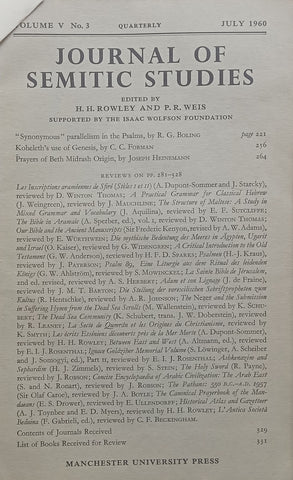 VOLUME V No. 3 QUARTERLY JULY 1960
JOURNAL OF
SEMITIC STUDIES
EDITED BY
H. H. ROWLEY AND P. R. WEIS
SUPPORTED BY THE ISAAC WOLFSON FOUNDATION
"Synonymous" parallelism in the Psalms, by R. G. BOLING page 221
Koheleth's use of Genesis, by C. C. FORMAN 256
Prayers of Beth Midrash Origin, by JOSEPH HEINEMANN 264
REVIEWS ON PP. 281–328
Les Inscriptions araméennes de Sfiré (Stèles I et II) (A. Dupont-Sommer and J. Starcky),
reviewed by D. WINTON THOMAS; A Practical Grammar for Classical Hebrew
(J. Weingreen), reviewed by J. MAUCHLINE; The Structure of Maltese: A Study in
Mixed Grammar and Vocabulary (J. Aquilina), reviewed by E. F. SUTCLIFFE;
The Bible in Aramaic (A. Sperber, ed.), vol. I, reviewed by D. WINTON THOMAS;
Our Bible and the Ancient Manuscripts (Sir Frederic Kenyon, revised by A. W. Adams),
reviewed by E. WÜRTHWEIN; Die mythische Bedeutung des Meeres in Ägypten, Ugarit
und Israel (O. Kaiser), reviewed by G. WIDENGREN; A Critical Introduction to the Old
Testament (G. W. Anderson), reviewed by H. F. D. SPARKS; Psalmen (H.-J. Kraus),
reviewed by J. PEDERSEN; Psalm 89. Eine Liturgie aus dem Ritual des leidenden
Königs (G. W. Ahlström), reviewed by S. MOWINCKEL; La Sainte Bible de Jérusalem,
2nd ed. revised, reviewed by A. S. HERBERT; Adam et son Lignage (J. de Fraine),
reviewed by J. M. T. BARTON; Die Stellung der vorexilischen Schriftpropheten zum
Kultus (R. Hentschke), reviewed by A. R. JOHNSON; The Neged and the Submission
in Suffering Hymn from the Dead Sea Scrolls (M. Wallenstein), reviewed by K. SCHU-
BERT; The Dead Sea Community (K. Schubert, trans. J. W. Doberstein), reviewed by
R. LEANEY; La Secte de Qumrân et les Origines du Christianisme, reviewed by
K. SMYTH; Les écrits Esséniens découverts près de la Mer Morte (A. Dupont-Sommer),
reviewed by H. H. ROWLEY; Between East and West (A. Altmann, ed.), reviewed
by E. I. J. ROSENTHAL; Ignace Goldziher Memorial Volume (S. Löwinger, A. Scheiber
and J. Somogyi, ed.), Part II, reviewed by E. I. J. ROSENTHAL; Ashkenazim and
Sephardim (H. J. Zimmels), reviewed by S. STEIN; The Holy Sword (R. Payne),
reviewed by J. ROBSON; Concise Encyclopaedia of Arabic Civilization: The Arab East
(S. and N. Ronart), reviewed by J. ROBSON; The Pathans: 550 B.C.–A.D. 1957
(Sir Olaf Caroe), reviewed by J. A. BOYLE; The Canonical Prayerbook of the Man-
daeans (E. S. Drower), reviewed by E. ULLENDORFF; Historical Atlas and Gazetteer
(A. J. Toynbee and E. D. Myers), reviewed by H. H. ROWLEY; L'Antica Società
Beduina (F. Gabrieli, ed.), reviewed by C. F. BECKINGHAM.
Contents of Journals Received 329
List of Books Received for Review 331
MANCHESTER UNIVERSITY PRESS